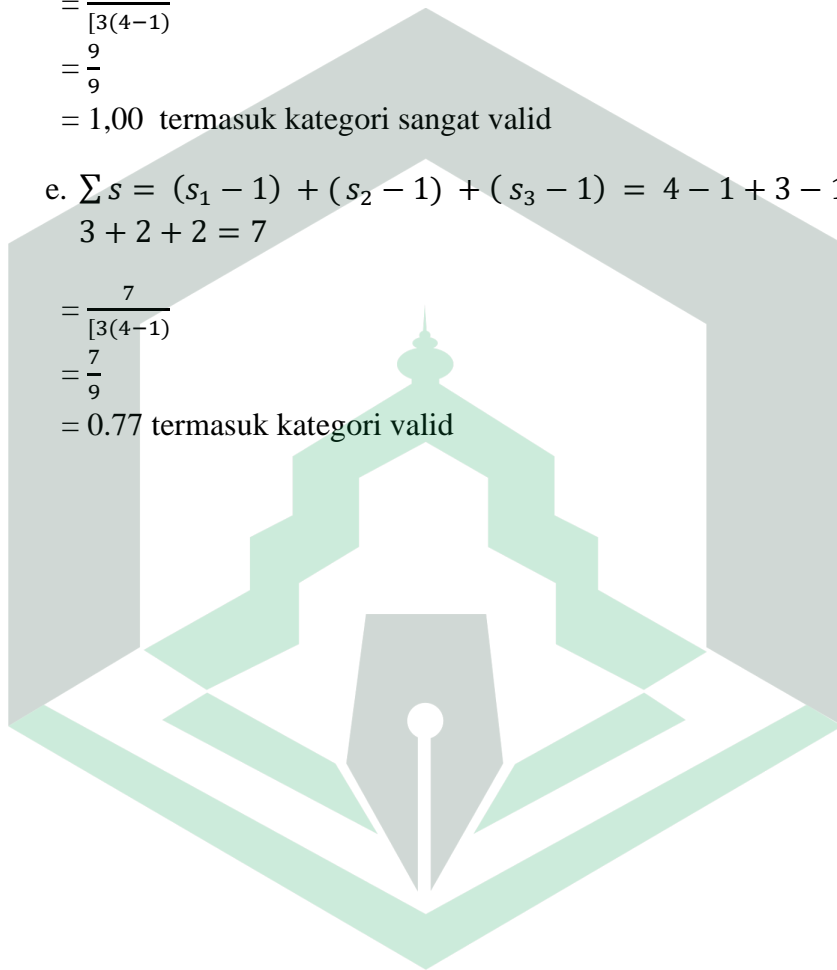 = [3(4−1)
= 9/9
= 1,00 termasuk kategori sangat valid
e. ∑ s = (s₁ − 1) + ( s₂ − 1) + ( s₃ − 1) = 4 − 1 + 3 − 1
3 + 2 + 2 = 7
= 7/[3(4−1)
= 7/9
= 0.77 termasuk kategori valid